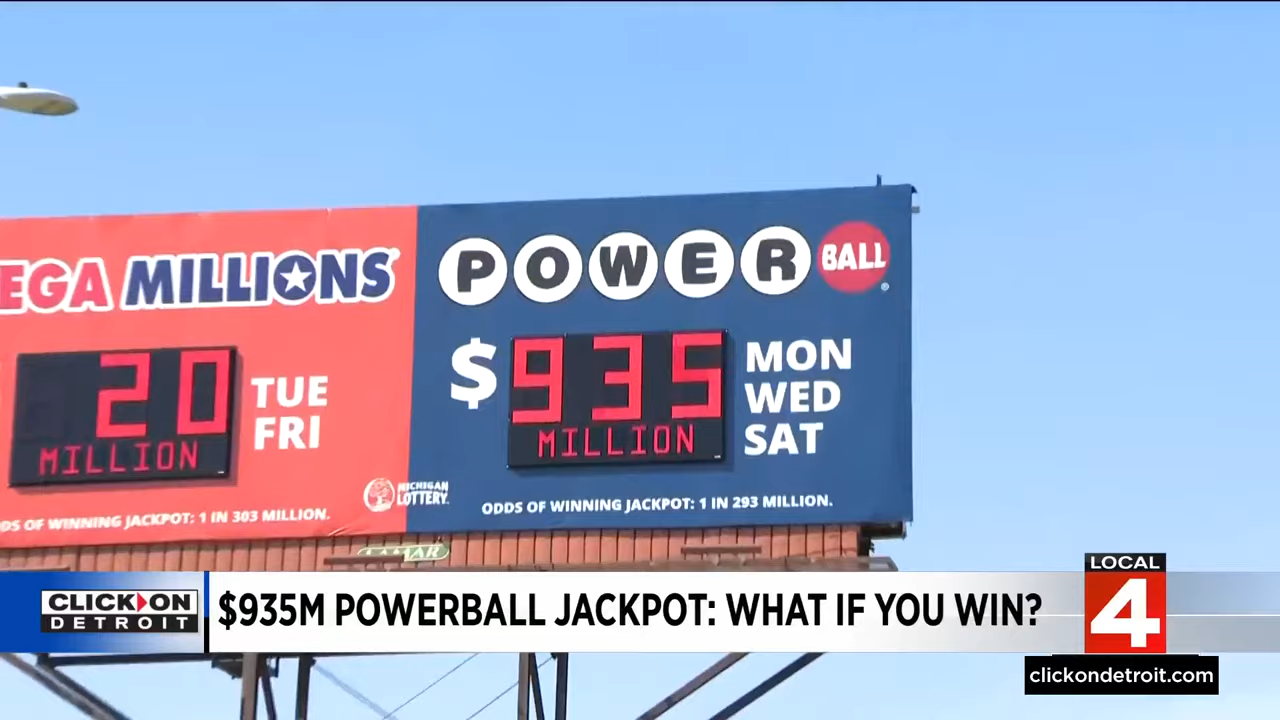 EGA MILLIONS
20
MILLION
TUE
FRI
MICHIGAN
LOTTERY.
DS OF WINNING JACKPOT: 1 IN 303 MILLION.
POWER BALL
$935
MILLION
MON
WED
SAT
ODDS OF WINNING JACKPOT: 1 IN 293 MILLION.
LAMAR
CLICK ON
DETROIT
$935M POWERBALL JACKPOT: WHAT IF YOU WIN?
LOCAL
4
clickondetroit.com